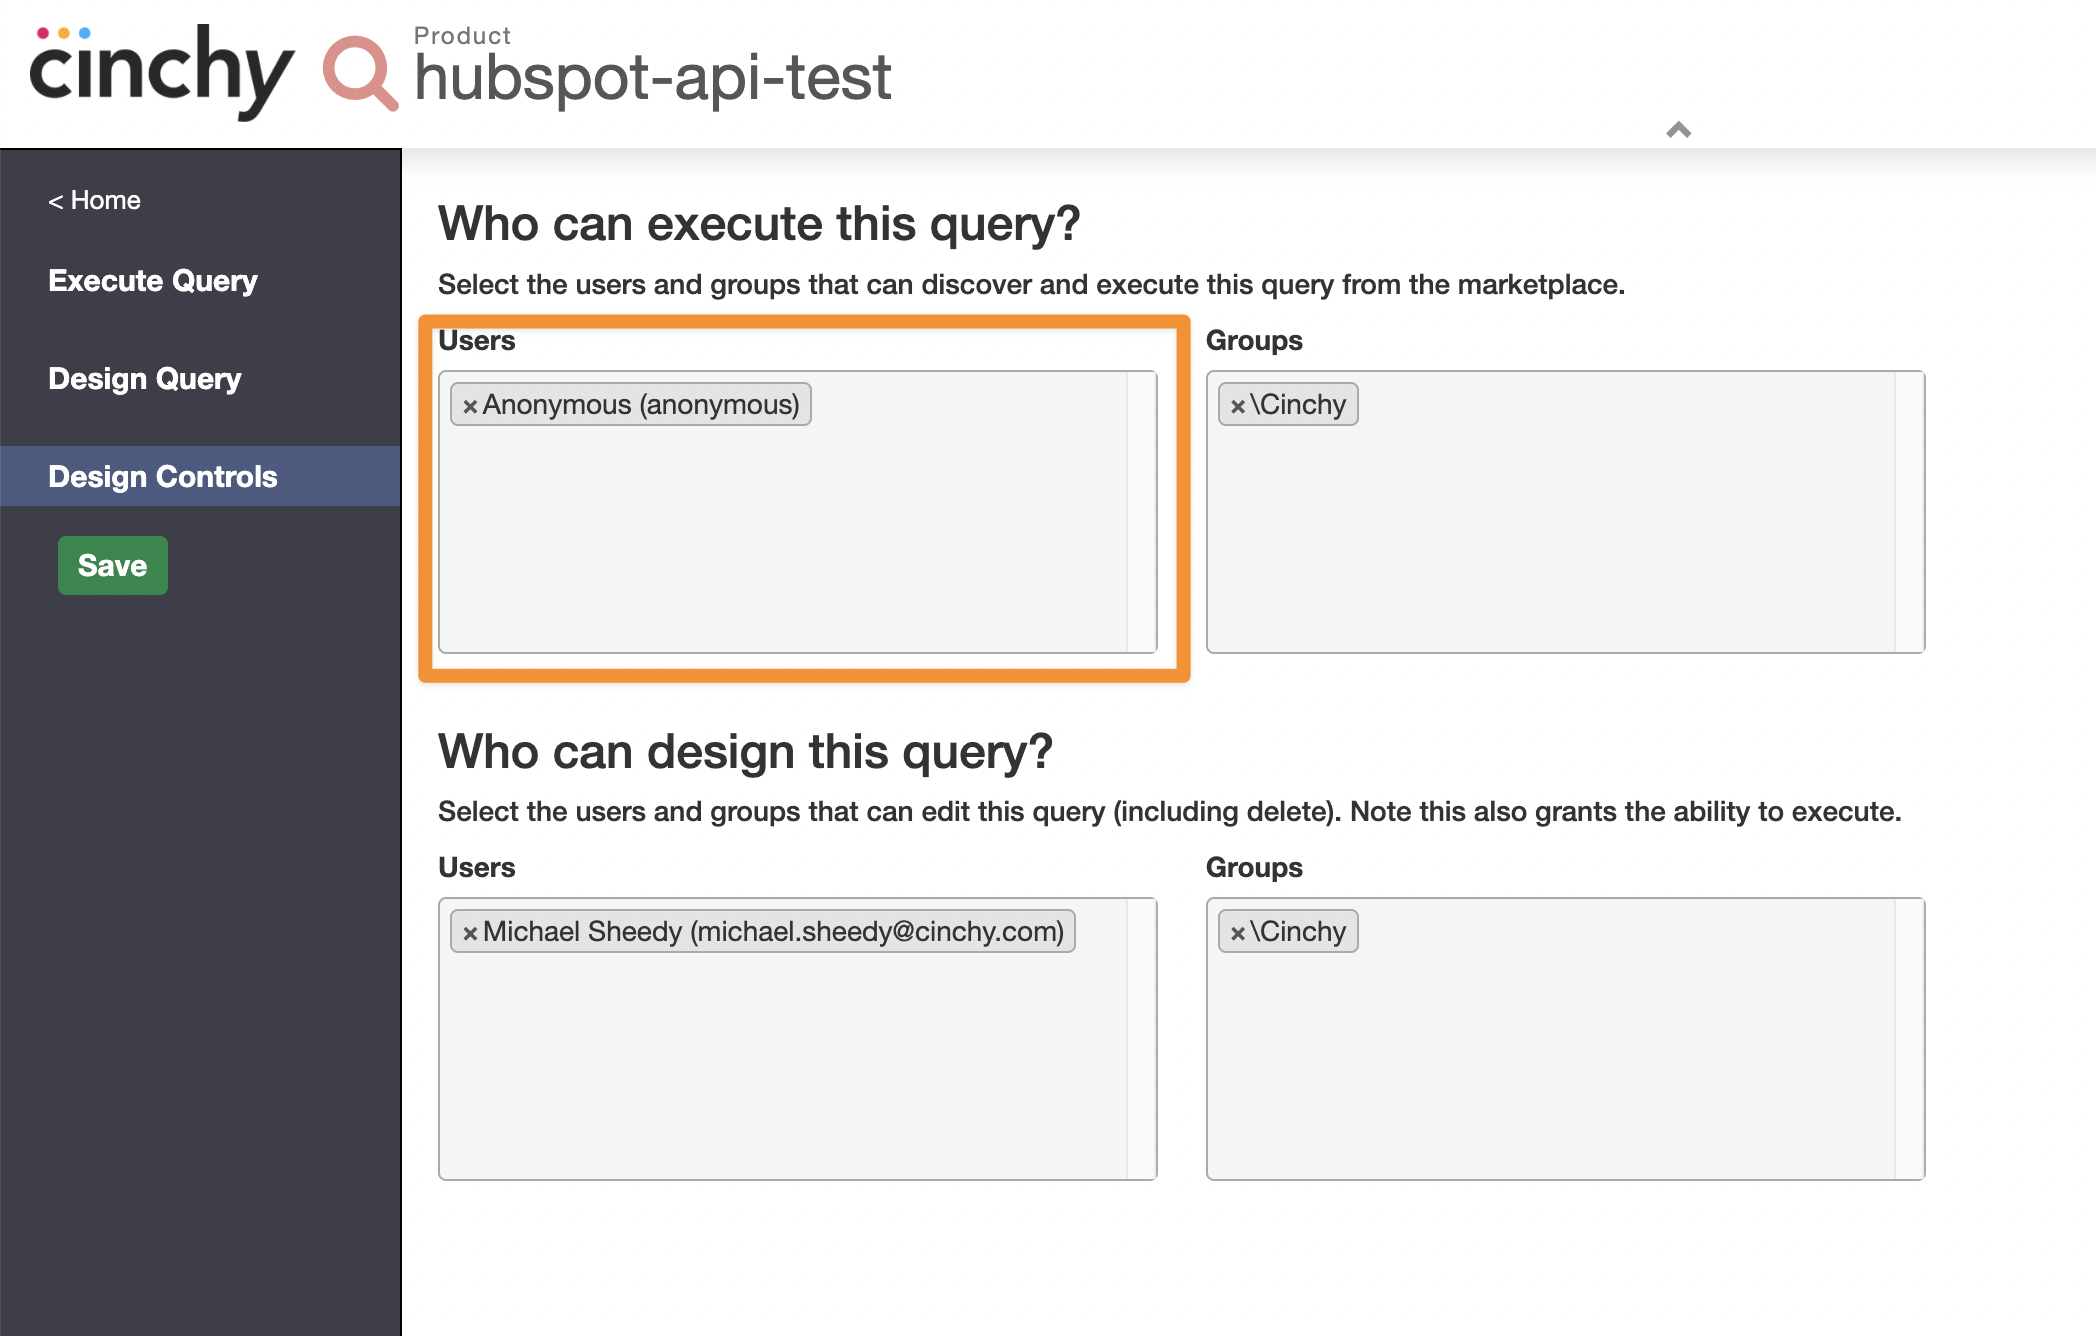 cinchy
Product
hubspot-api-test
< Home
Execute Query
Design Query
Design Controls
Save
Who can execute this query?
Select the users and groups that can discover and execute this query from the marketplace.
Users
Groups
×Anonymous (anonymous)
×\Cinchy
Who can design this query?
Select the users and groups that can edit this query (including delete). Note this also grants the ability to execute.
Users
Groups
×Michael Sheedy (michael.sheedy@cinchy.com)
×\Cinchy